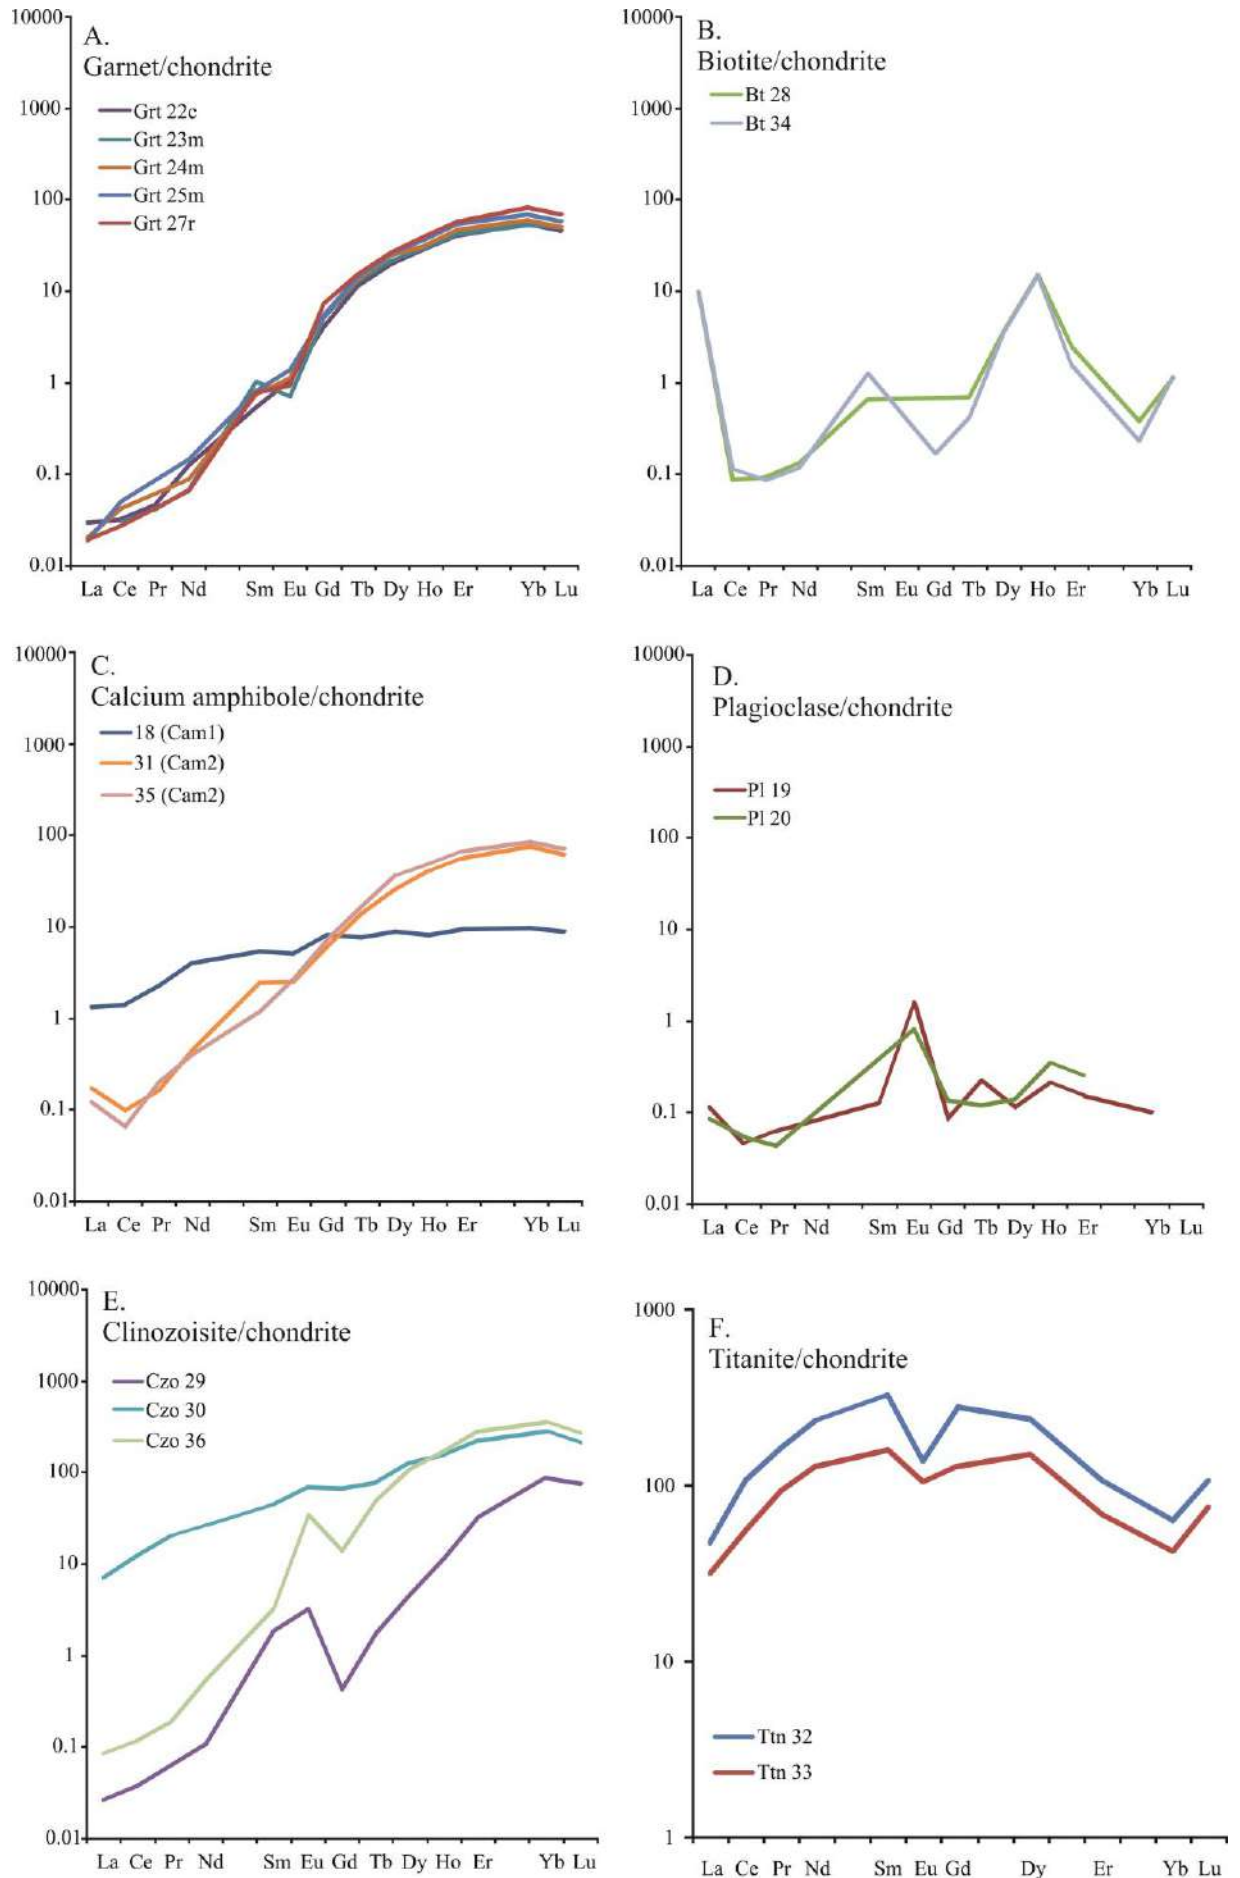 A.
Garnet/chondrite
10000
1000
100
10
1
0.1
0.01
Grt 22c
Grt 23m
Grt 24m
Grt 25m
Grt 27r
La Ce Pr Nd Sm Eu Gd Tb Dy Ho Er Yb Lu
B.
Biotite/chondrite
10000
1000
100
10
1
0.1
0.01
Bt 28
Bt 34
La Ce Pr Nd Sm Eu Gd Tb Dy Ho Er Yb Lu
C.
Calcium amphibole/chondrite
10000
1000
100
10
1
0.1
0.01
18 (Cam1)
31 (Cam2)
35 (Cam2)
La Ce Pr Nd Sm Eu Gd Tb Dy Ho Er Yb Lu
D.
Plagioclase/chondrite
10000
1000
100
10
1
0.1
0.01
Pl 19
Pl 20
La Ce Pr Nd Sm Eu Gd Tb Dy Ho Er Yb Lu
E.
Clinozoisite/chondrite
10000
1000
100
10
1
0.1
0.01
Czo 29
Czo 30
Czo 36
La Ce Pr Nd Sm Eu Gd Tb Dy Ho Er Yb Lu
F.
Titanite/chondrite
1000
100
10
1
Ttn 32
Ttn 33
La Ce Pr Nd Sm Eu Gd Dy Er Yb Lu